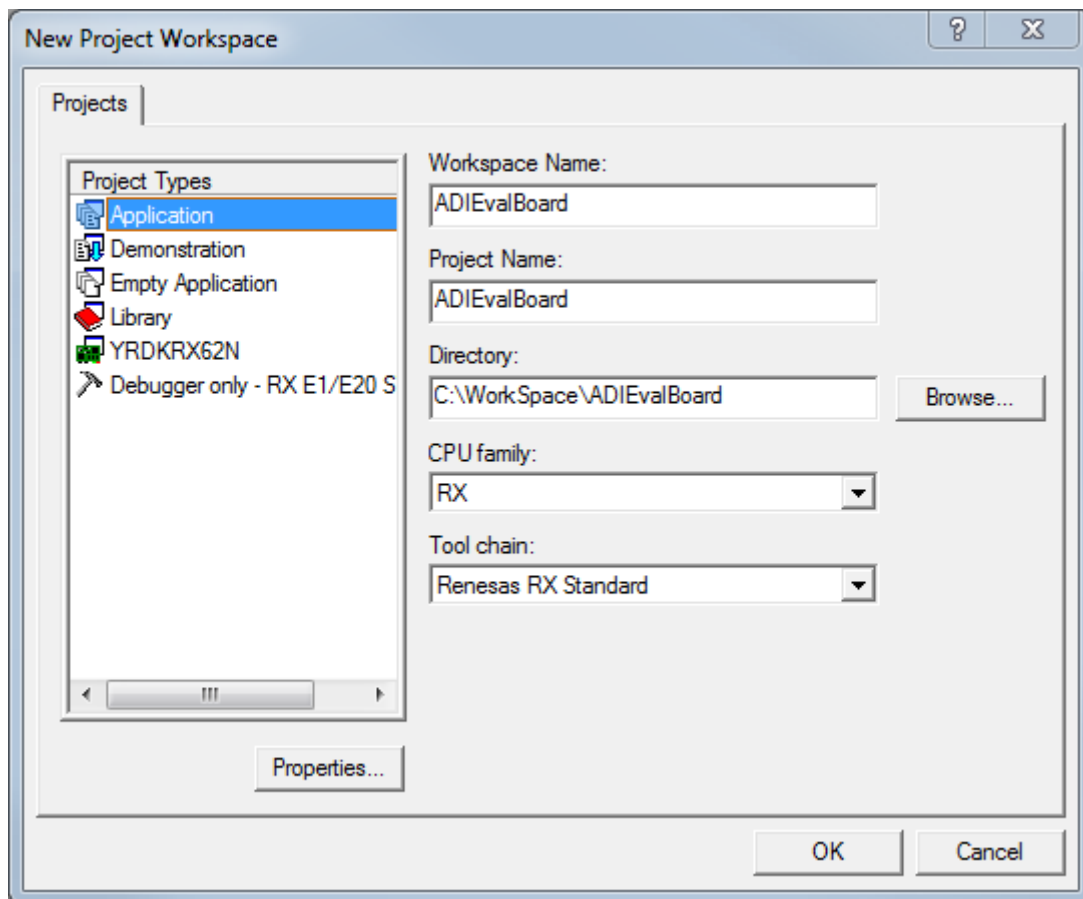 New Project Workspace
Projects
Project Types
Application
Demonstration
Empty Application
Library
YRDKRX62N
Debugger only - RX E1/E20 S
Properties...
Workspace Name:
ADIEvalBoard
Project Name:
ADIEvalBoard
Directory:
C:\WorkSpace\ADIEvalBoard
Browse...
CPU family:
RX
Tool chain:
Renesas RX Standard
OK
Cancel